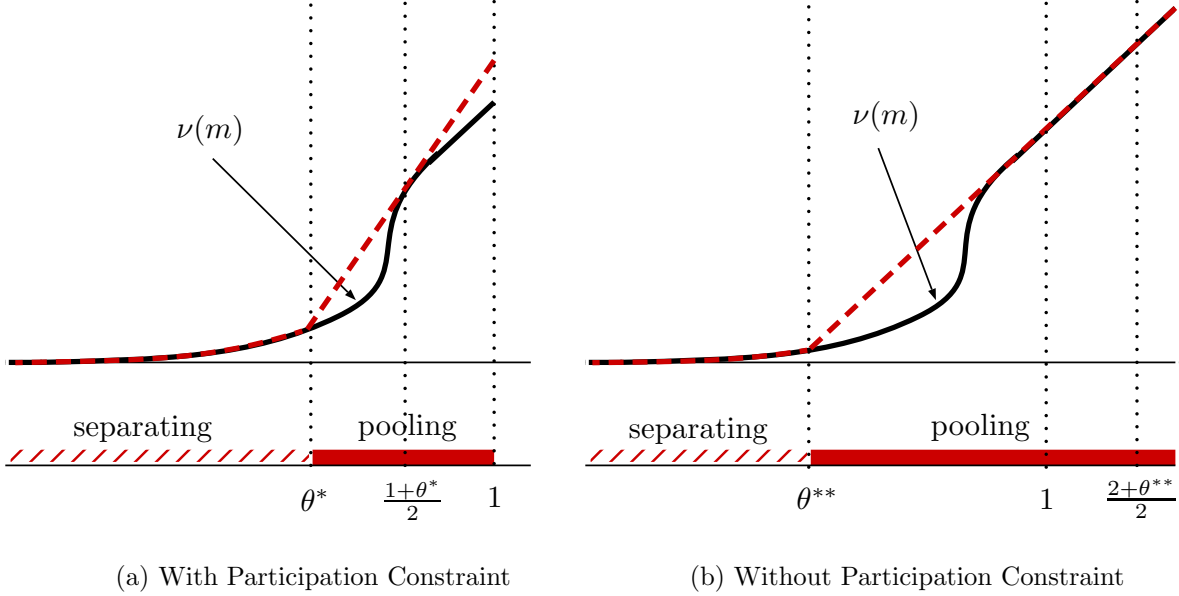 ν(m)
separating
pooling
θ*
1+θ*
2
1
(a) With Participation Constraint
ν(m)
separating
pooling
θ**
1
2+θ**
2
(b) Without Participation Constraint